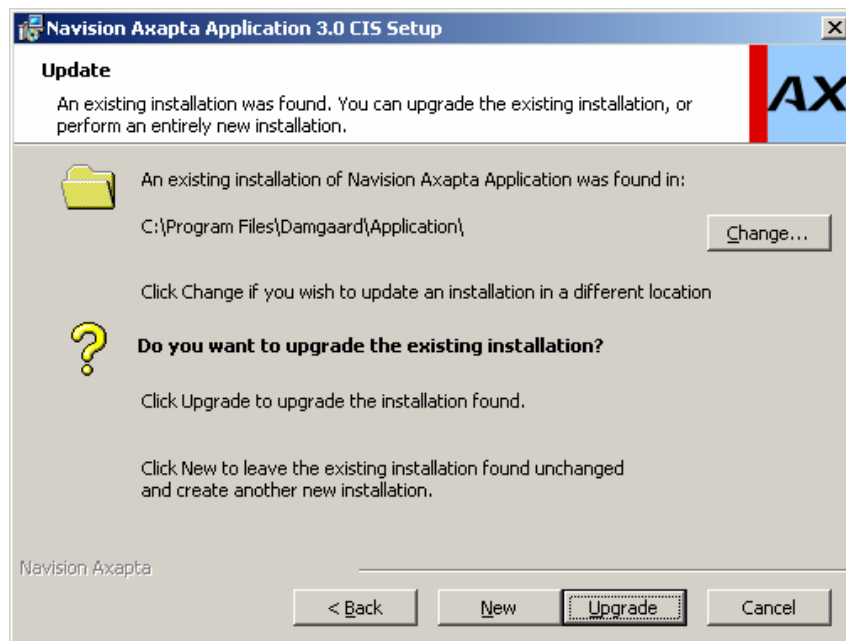 Navision Axapta Application 3.0 CIS Setup
Update
An existing installation was found. You can upgrade the existing installation, or
perform an entirely new installation.
AX
An existing installation of Navision Axapta Application was found in:
C:\Program Files\Damgaard\Application\
Change...
Click Change if you wish to update an installation in a different location
Do you want to upgrade the existing installation?
Click Upgrade to upgrade the installation found.
Click New to leave the existing installation found unchanged
and create another new installation.
Navision Axapta
< Back
New
Upgrade
Cancel